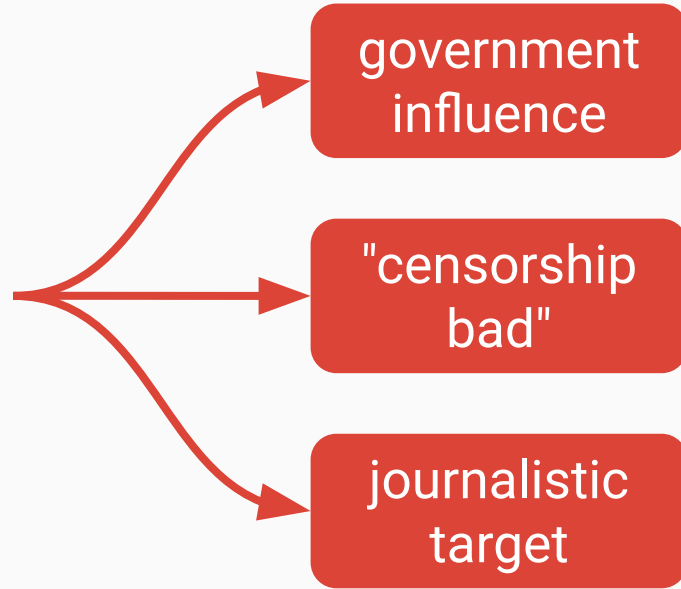 government
influence
"censorship
bad"
journalistic
target